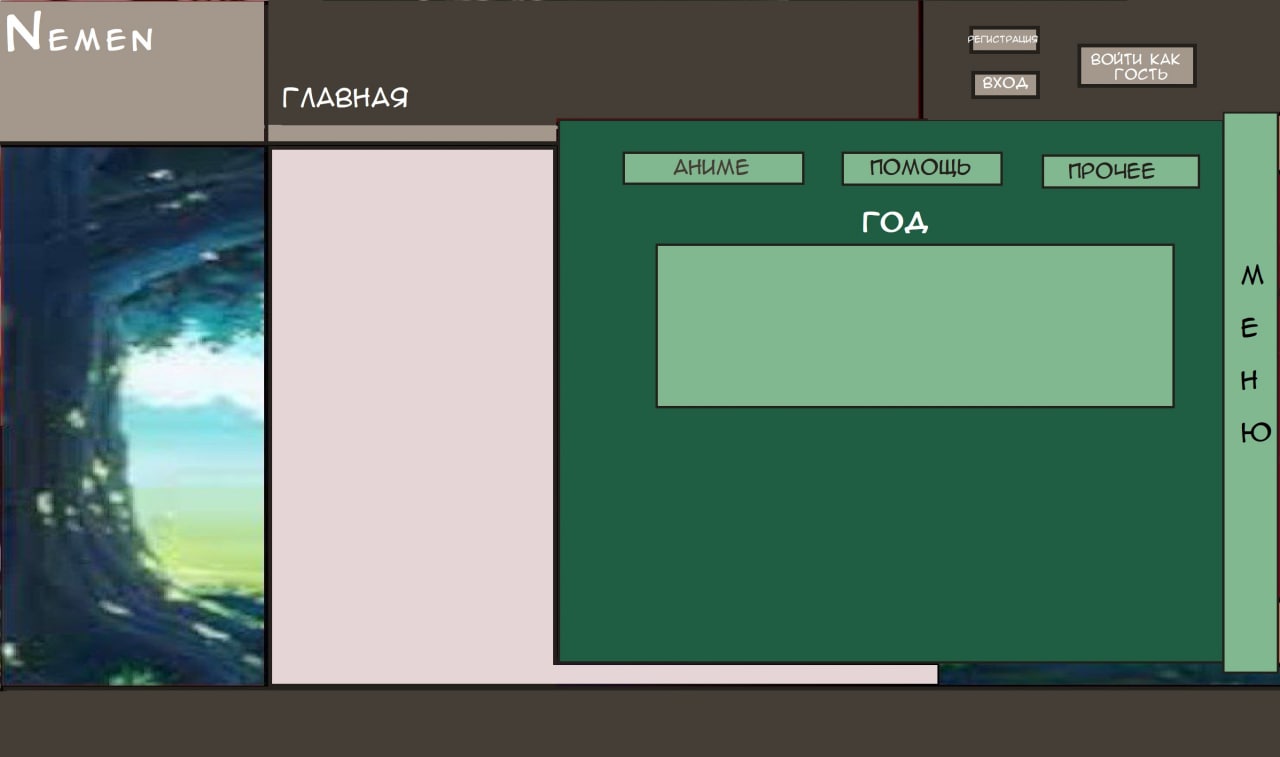 NEMEN
ГЛАВНАЯ
РЕГИСТРАЦИЯ
ВХОД
ВОЙТИ КАК
ГОСТЬ
АНИМЕ
ПОМОЩЬ
ПРОЧЕЕ
ГОД
М
Е
Н
Ю